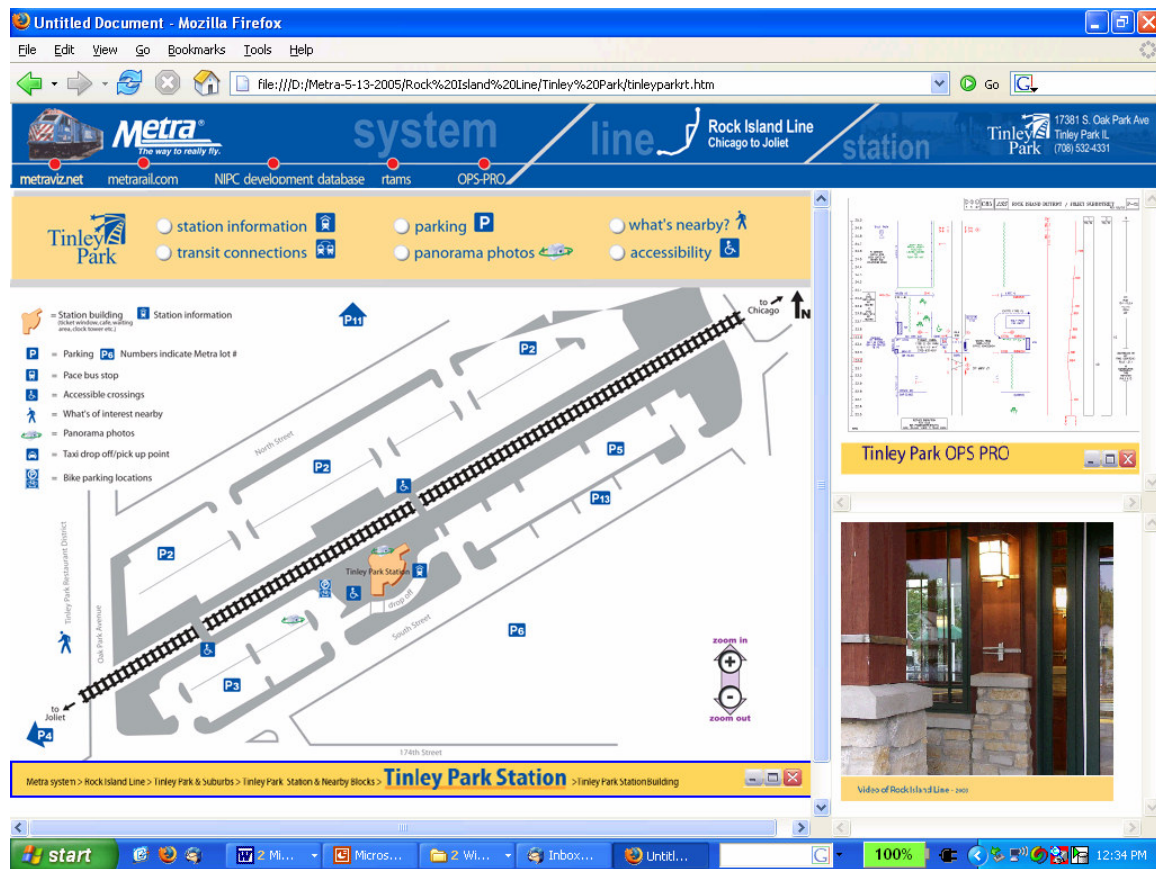 Untitled Document - Mozilla Firefox
File Edit View Go Bookmarks Tools Help
file:///D:/Metra-5-13-2005/Rock%20Island%20Line/Tinley%20Park/tinleyparkrt.htm
Go
G
Metra®
The way to really fly.
system
line
Rock Island Line
Chicago to Joliet
station
Tinley Park
17381 S. Oak Park Ave
Tinley Park IL
(708) 532-4331
metraviz.net metrarail.com NIPC development database rtams OPS-PRO
Tinley Park
station information
parking P
what's nearby?
transit connections
panorama photos
accessibility
= Station building
(ticket window,cafe,waiting
area,clock tower etc.)
Station information
P = Parking P6 Numbers indicate Metra lot #
= Pace bus stop
= Accessible crossings
= What's of interest nearby
= Panorama photos
= Taxi drop off/pick up point
= Bike parking locations
P11
to Chicago
N
P2
North Street
P2
P5
P13
P2
Tinley Park Restaurant District
Oak Park Avenue
Tinley Park Station
drop off
South Street
P6
P3
to Joliet
P4
174th Street
zoom in
zoom out
Metra system > Rock Island Line > Tinley Park & Suburbs > Tinley Park Station & Nearby Blocks > Tinley Park Station >Tinley Park Station Building
Tinley Park OPS PRO
Video of Rock Island Line - 2005
start
2 Mi...
Micros...
2 Wi...
Inbox...
Untitl...
G
100%
12:34 PM